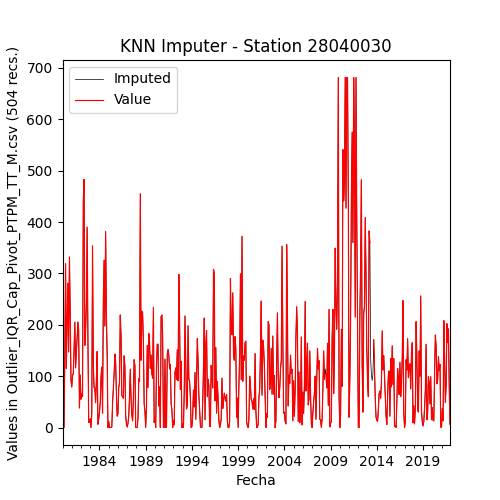 KNN Imputer - Station 28040030
Values in Outlier_IQR_Cap_Pivot_PTPM_TT_M.csv (504 recs.)
700
600
500
400
300
200
100
0
Imputed
Value
1984 1989 1994 1999 2004 2009 2014 2019
Fecha